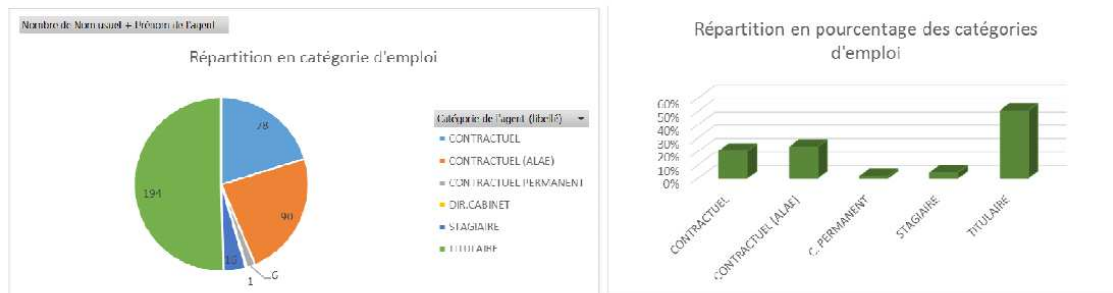 Nombre de Nom usuel + Prénom de l'agent
Répartition en catégorie d'emploi
78
194
90
6
1
Catégorie de l'agent (libellé)
CONTRACTUEL
CONTRACTUEL (ALAE)
CONTRACTUEL PERMANENT
DIR.CABINET
STAGIAIRE
TITULAIRE
Répartition en pourcentage des catégories
d'emploi
60%
50%
40%
30%
20%
10%
0%
CONTRACTUEL
CONTRACTUEL (ALAE)
C. PERMANENT
STAGIAIRE
TITULAIRE